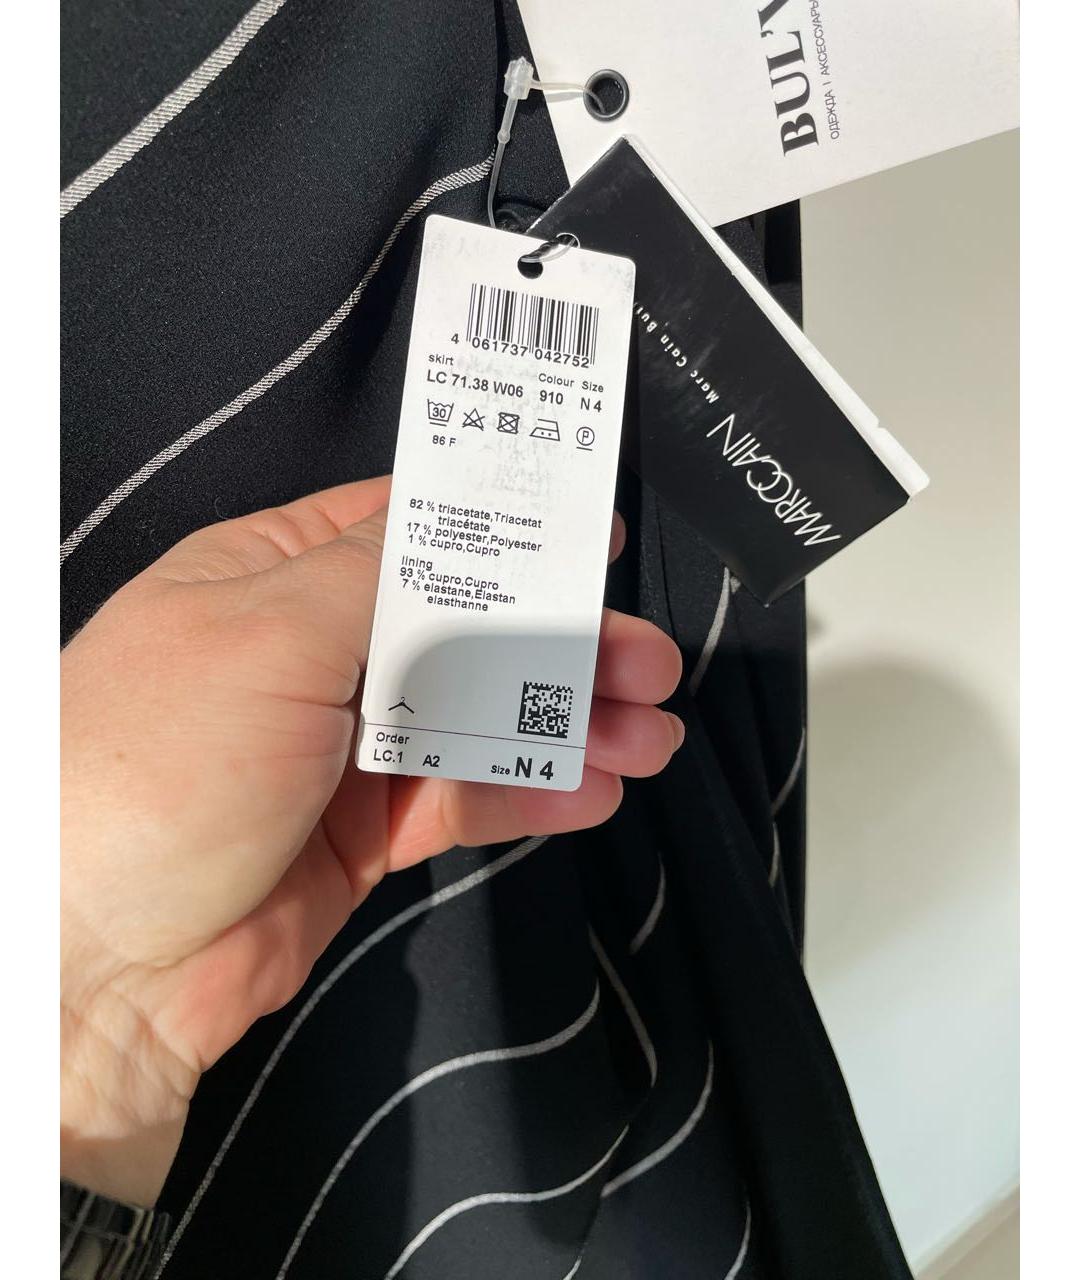 BUL'V
ОДЕЖДА | АКСЕССУАРЫ
Marc Cain
MARCCAIN
4 061737 042752
skirt Colour Size
LC 71.38 W06 910 N 4
30 P
86 F
82 % triacetate,Triacetat
triacétate
17 % polyester,Polyester
1 % cupro,Cupro
lining
93 % cupro,Cupro
7 % elastane,Elastan
elasthanne
Order
LC.1 A2 Size N 4